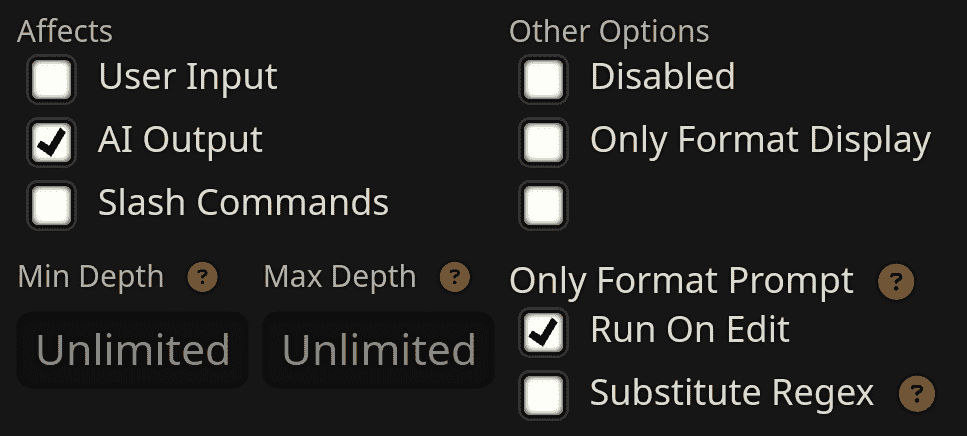 Affects
User Input
AI Output
Slash Commands
Min Depth ?
Max Depth ?
Unlimited
Unlimited
Other Options
Disabled
Only Format Display
Only Format Prompt ?
Run On Edit
Substitute Regex ?